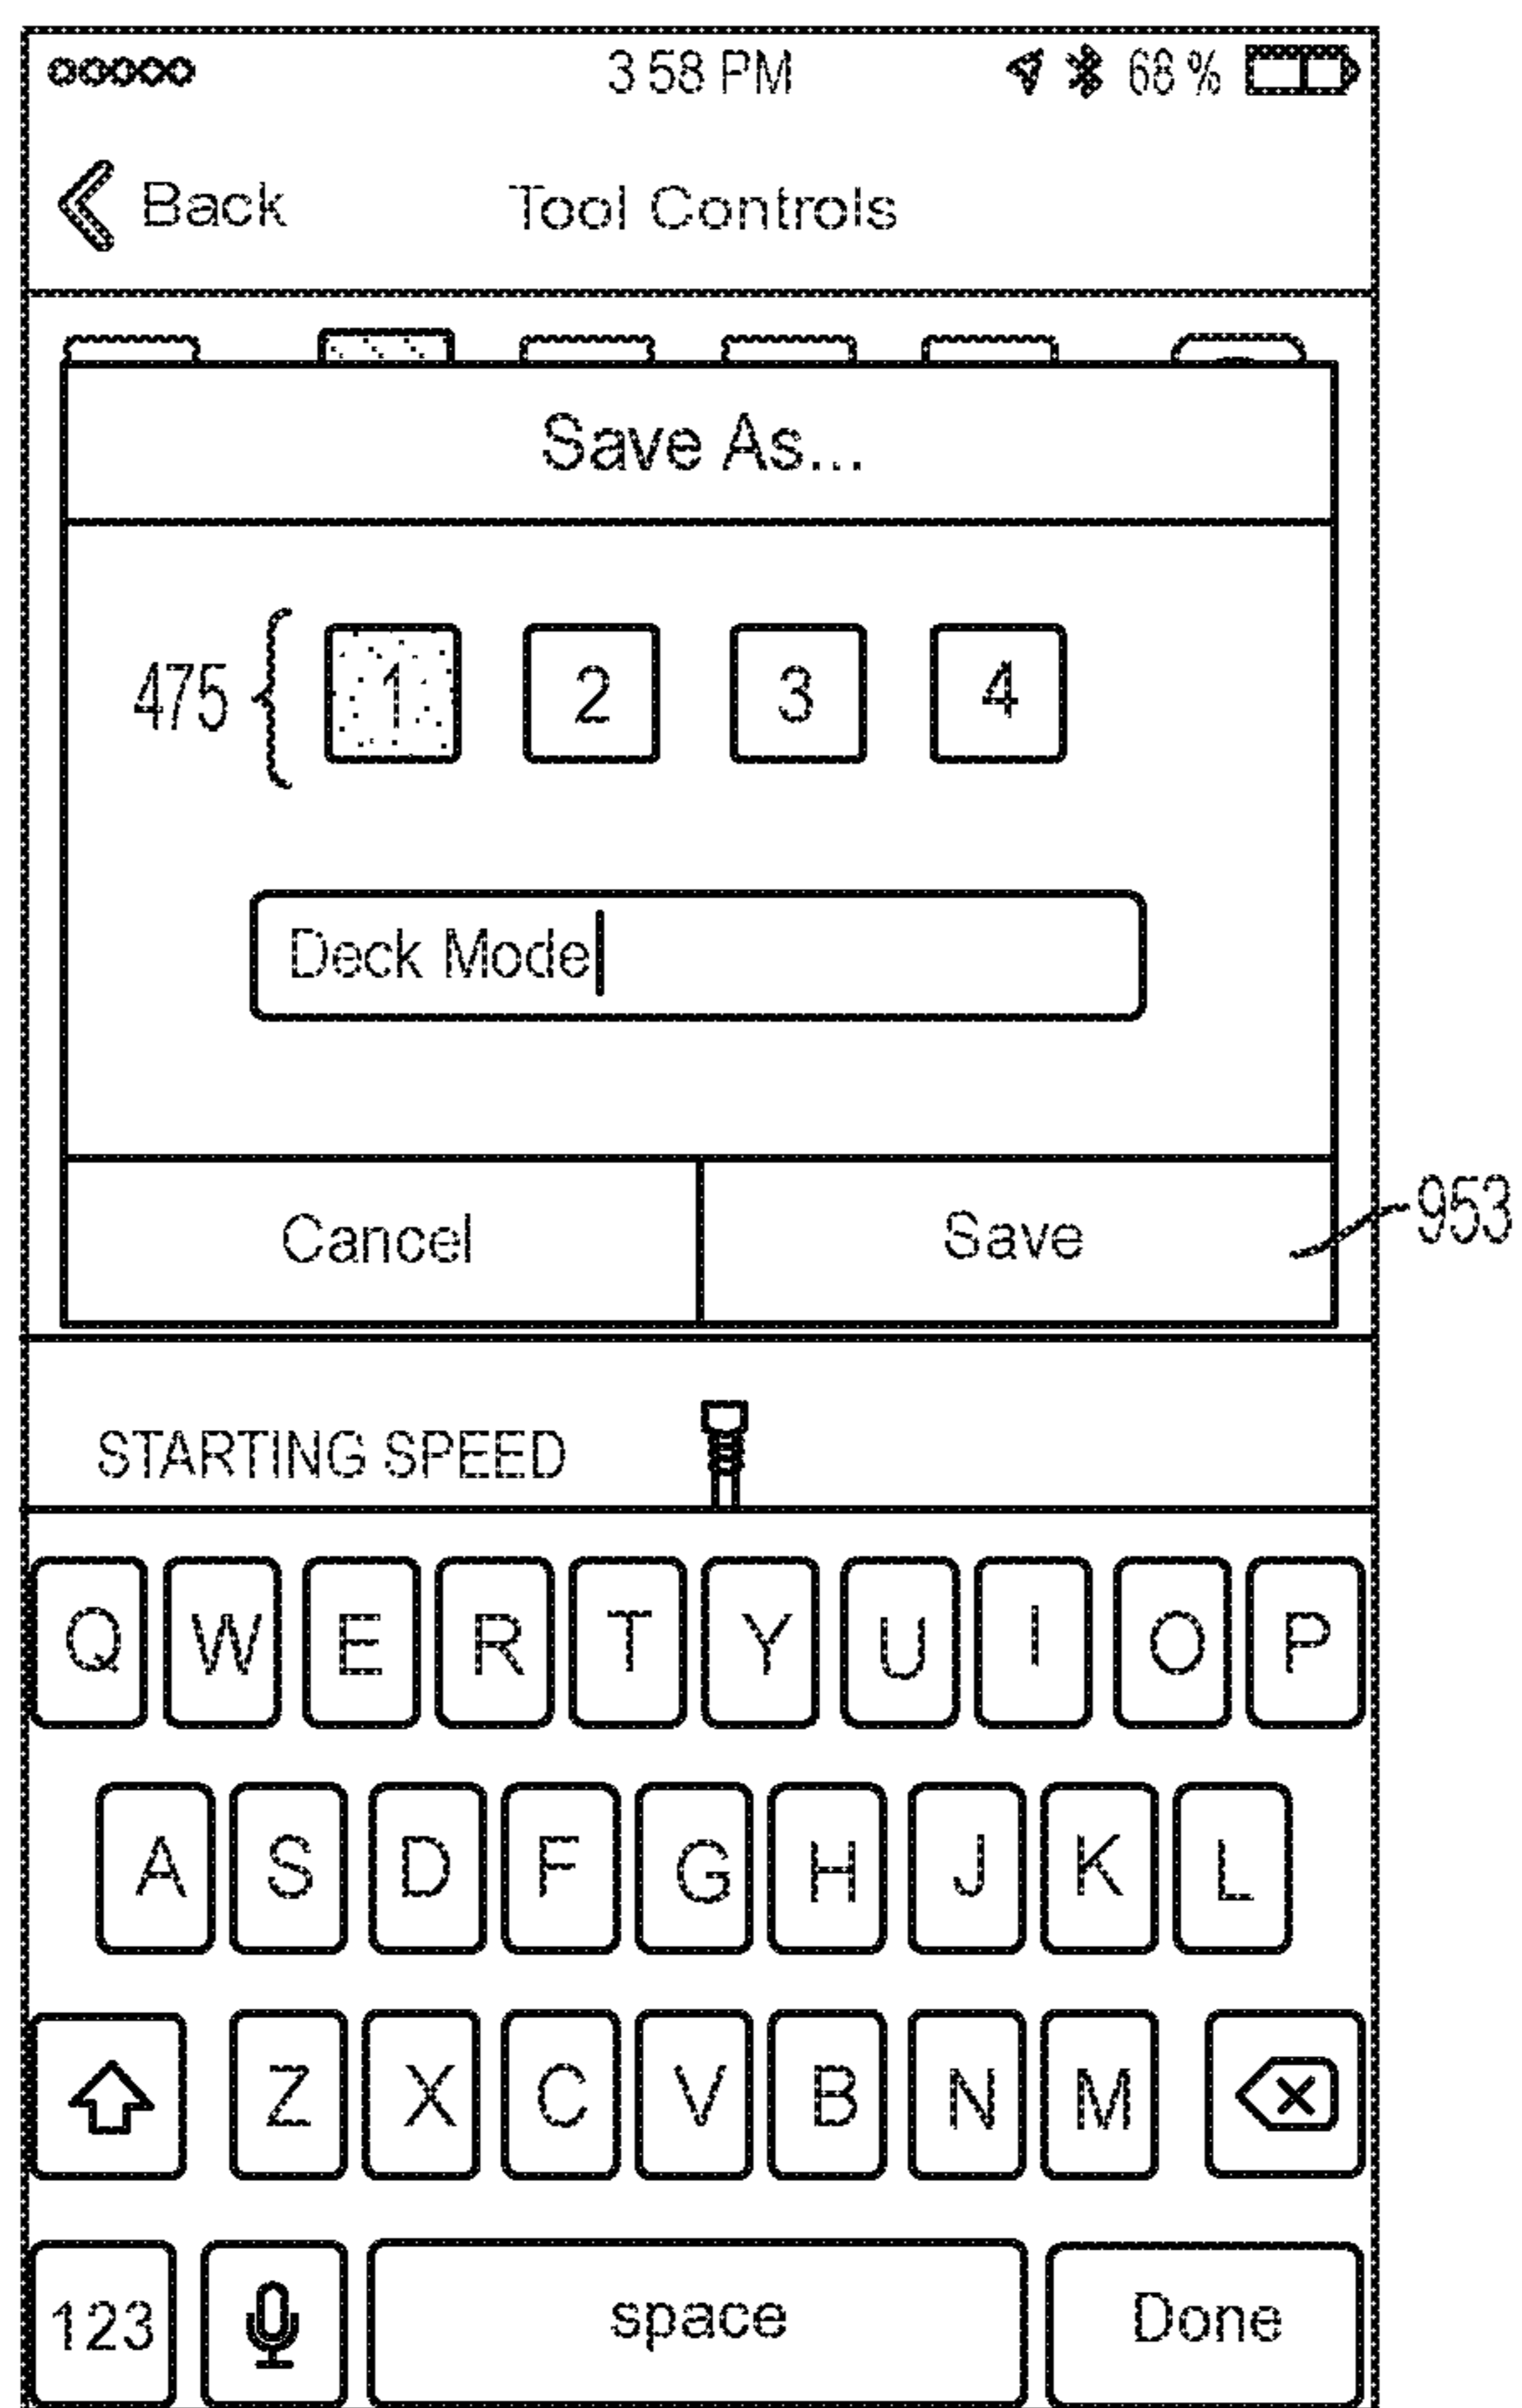 3 58 PM 68 %
Back Tool Controls
Save As...
475 1 2 3 4
Deck Mode
Cancel Save 953
STARTING SPEED
Q W E R T Y U I O P
A S D F G H J K L
Z X C V B N M
123 space Done